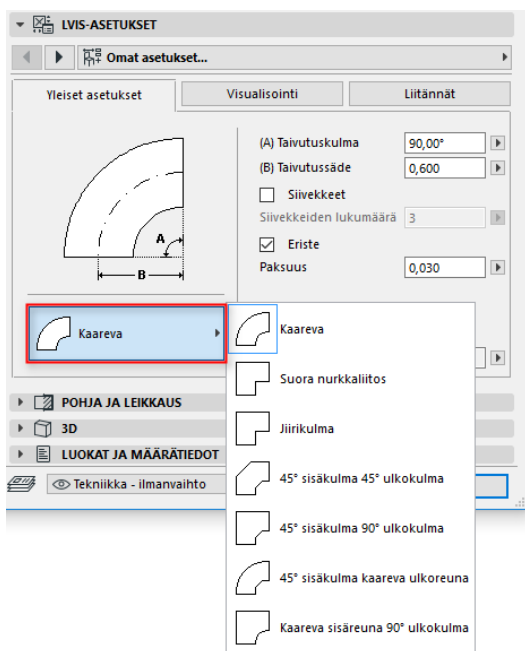 LVIS-ASETUKSET
Omat asetukset...
Yleiset asetukset
Visualisointi
Liitännät
(A) Taivutuskulma 90,00°
(B) Taivutussäde 0,600
Siivekkeet
Siivekkeiden lukumäärä 3
Eriste
Paksuus 0,030
A
B
Kaareva
Kaareva
Suora nurkkaliitos
Jiirikulma
45° sisäkulma 45° ulkokulma
45° sisäkulma 90° ulkokulma
45° sisäkulma kaareva ulkoreuna
Kaareva sisäreuna 90° ulkokulma
POHJA JA LEIKKAUS
3D
LUOKAT JA MÄÄRÄTIEDOT
Tekniikka - ilmanvaihto